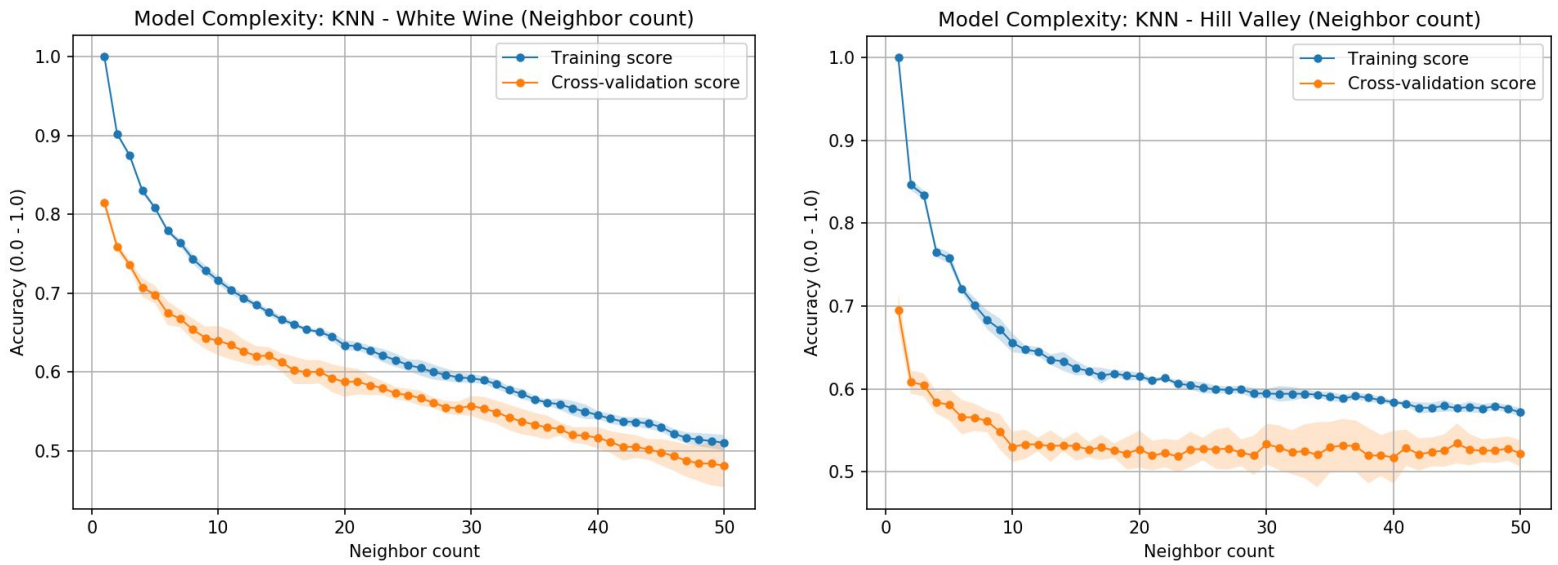 Model Complexity: KNN - White Wine (Neighbor count)
Training score
Cross-validation score
Accuracy (0.0 - 1.0)
1.0
0.9
0.8
0.7
0.6
0.5
0
10
20
30
40
50
Neighbor count
Model Complexity: KNN - Hill Valley (Neighbor count)
Training score
Cross-validation score
Accuracy (0.0 - 1.0)
1.0
0.9
0.8
0.7
0.6
0.5
0
10
20
30
40
50
Neighbor count